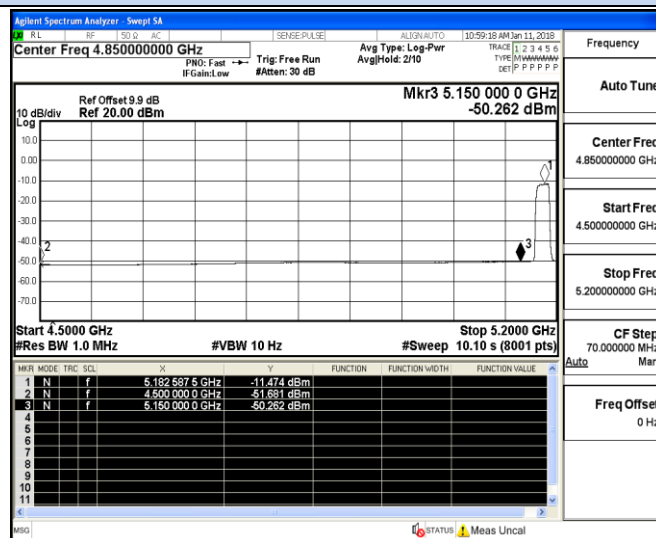 Agilent Spectrum Analyzer - Swept SA
RL RF 50 Ω AC SENSE:PULSE ALIGN AUTO 10:59:18 AM Jan 11, 2018
Center Freq 4.850000000 GHz
PNO: Fast
IFGain:Low
Trig: Free Run
#Atten: 30 dB
Avg Type: Log-Pwr
Avg|Hold: 2/10
TRACE 1 2 3 4 5 6
TYPE MWWWWW
DET P P P P P P
Ref Offset 9.9 dB
Ref 20.00 dBm
10 dB/div
Log
Mkr3 5.150 000 0 GHz
-50.262 dBm
10.0
0.00
-10.0
-20.0
-30.0
-40.0
-50.0
-60.0
-70.0
1
2
3
Start 4.5000 GHz
#Res BW 1.0 MHz
#VBW 10 Hz
Stop 5.2000 GHz
#Sweep 10.10 s (8001 pts)
MKR MODE TRC SCL X Y FUNCTION FUNCTION WIDTH FUNCTION VALUE
1 N f 5.182 587 5 GHz -11.474 dBm
2 N f 4.500 000 0 GHz -51.681 dBm
3 N f 5.150 000 0 GHz -50.262 dBm
4
5
6
7
8
9
10
11
MSG
STATUS Meas Uncal
Frequency
Auto Tune
Center Freq
4.850000000 GHz
Start Freq
4.500000000 GHz
Stop Freq
5.200000000 GHz
CF Step
70.000000 MHz
Auto Man
Freq Offset
0 Hz